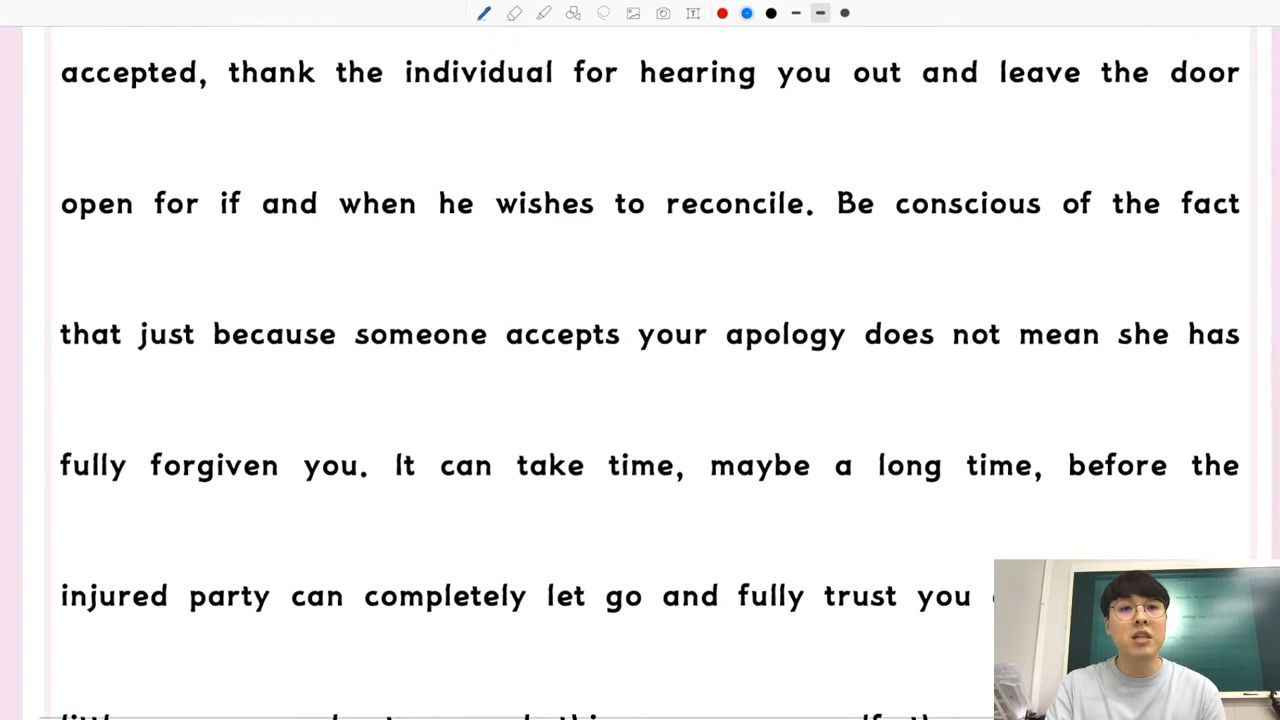 accepted, thank the individual for hearing you out and leave the door
open for if and when he wishes to reconcile. Be conscious of the fact
that just because someone accepts your apology does not mean she has
fully forgiven you. It can take time, maybe a long time, before the
injured party can completely let go and fully trust you